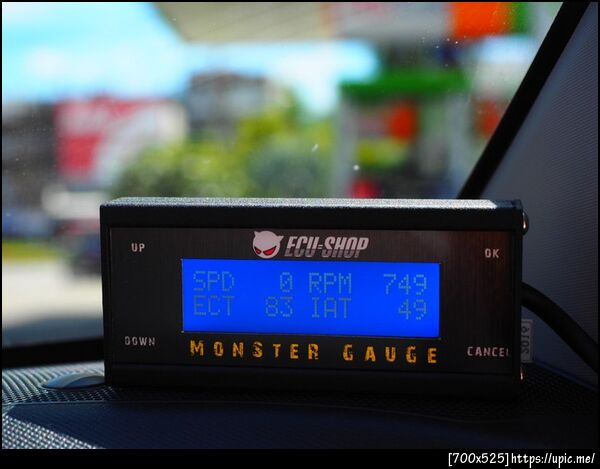 ECU-SHOP
UP
OK
SPD 0 RPM 749
ECT 83 IAT 49
DOWN
MONSTER GAUGE
CANCEL
[700x525]https://upic.me/